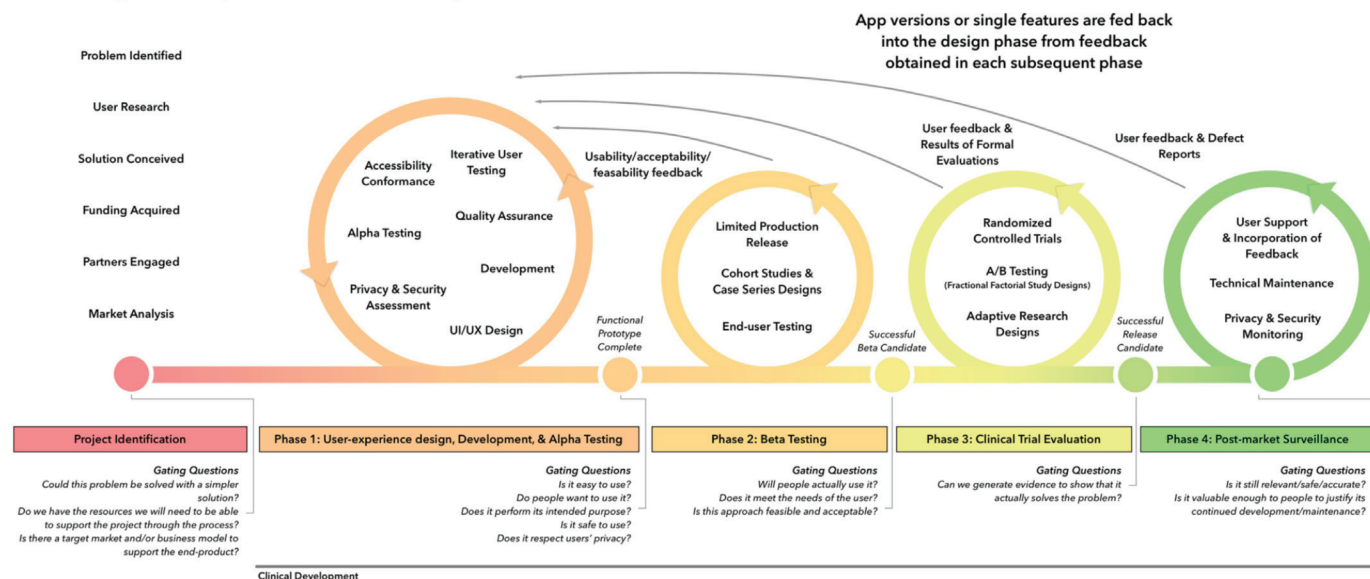 App versions or single features are fed back
into the design phase from feedback
obtained in each subsequent phase
Problem Identified
User Research
Solution Conceived
Funding Acquired
Partners Engaged
Market Analysis
Accessibility
Conformance
Iterative User
Testing
Quality Assurance
Alpha Testing
Development
Privacy & Security
Assessment
UI/UX Design
Usability/acceptability/
feasability feedback
Functional
Prototype
Complete
Limited Production
Release
Cohort Studies &
Case Series Designs
End-user Testing
User feedback &
Results of Formal
Evaluations
Successful
Beta Candidate
Randomized
Controlled Trials
A/B Testing
(Fractional Factorial Study Designs)
Adaptive Research
Designs
User feedback & Defect
Reports
Successful
Release
Candidate
User Support
& Incorporation of
Feedback
Technical Maintenance
Privacy & Security
Monitoring
Project Identification
Gating Questions
Could this problem be solved with a simpler
solution?
Do we have the resources we will need to be able
to support the project through the process?
Is there a target market and/or business model to
support the end-product?
Phase 1: User-experience design, Development, & Alpha Testing
Gating Questions
Is it easy to use?
Do people want to use it?
Does it perform its intended purpose?
Is it safe to use?
Does it respect users' privacy?
Phase 2: Beta Testing
Gating Questions
Will people actually use it?
Does it meet the needs of the user?
Is this approach feasible and acceptable?
Phase 3: Clinical Trial Evaluation
Gating Questions
Can we generate evidence to show that it
actually solves the problem?
Phase 4: Post-market Surveillance
Gating Questions
Is it still relevant/safe/accurate?
Is it valuable enough to people to justify its
continued development/maintenance?
Clinical Development